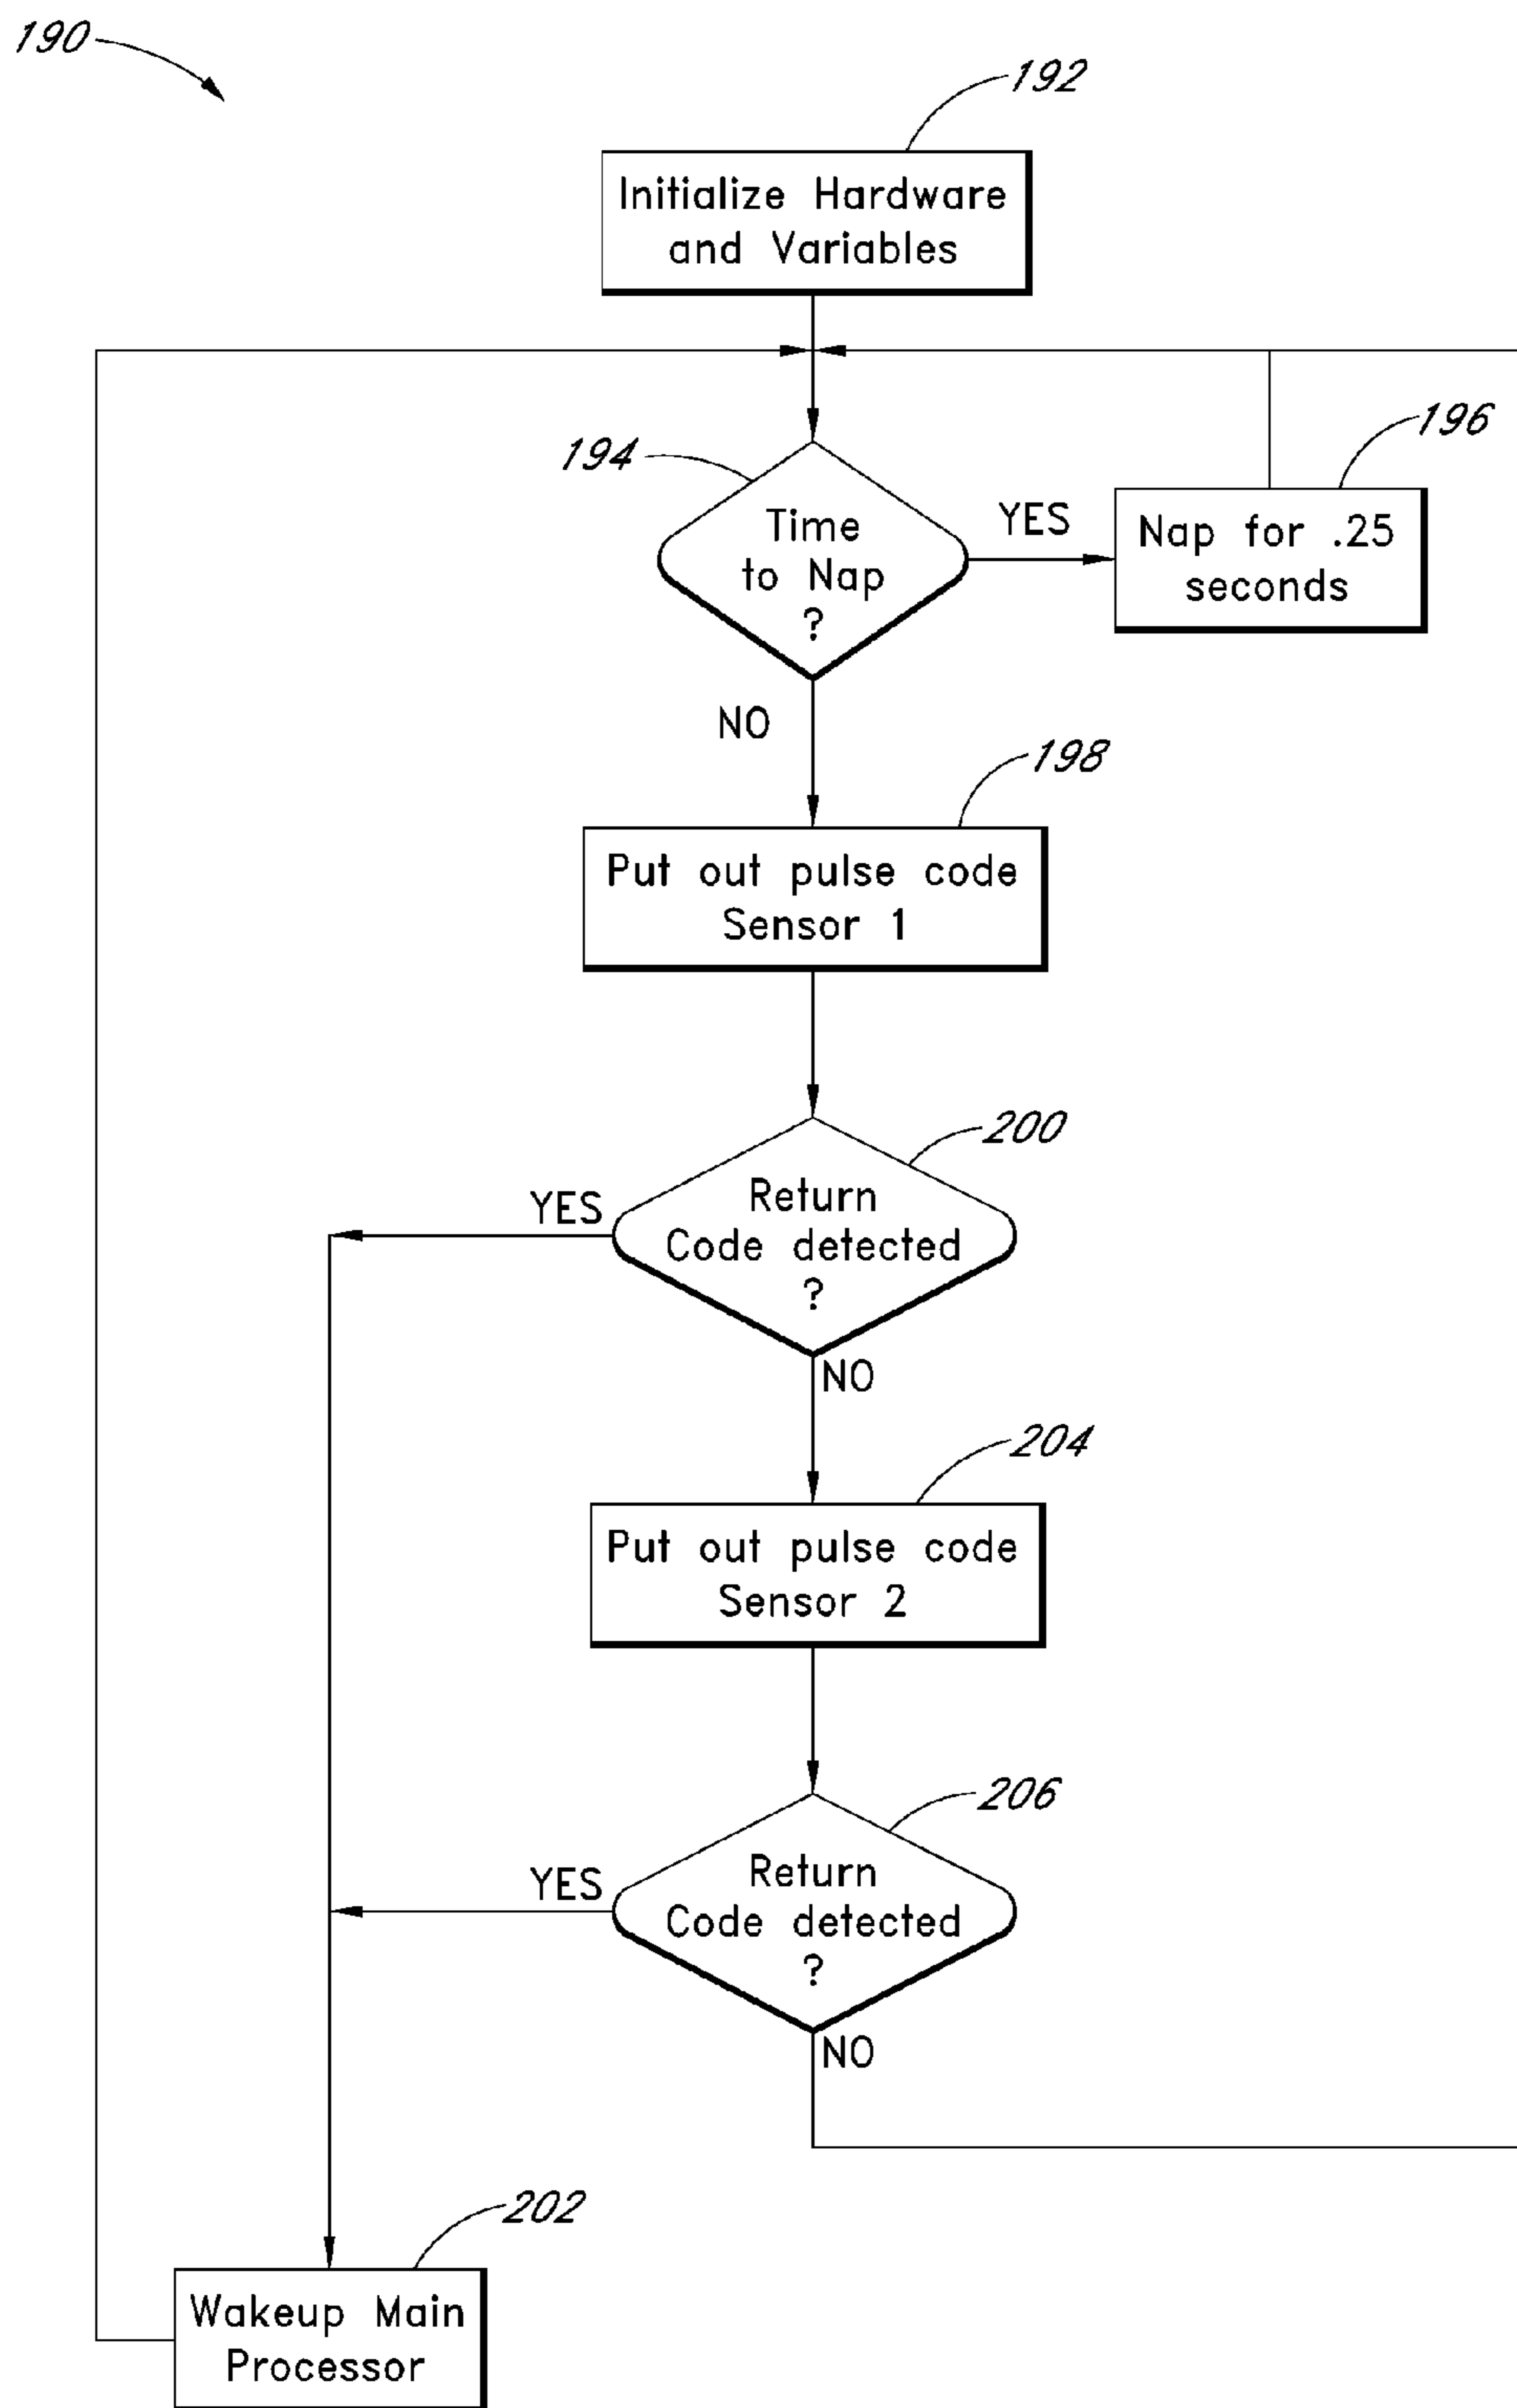 190
192
Initialize Hardware
and Variables
194
Time
to Nap
?
YES
196
Nap for .25
seconds
NO
198
Put out pulse code
Sensor 1
200
Return
Code detected
?
YES
NO
204
Put out pulse code
Sensor 2
206
Return
Code detected
?
YES
NO
202
Wakeup Main
Processor